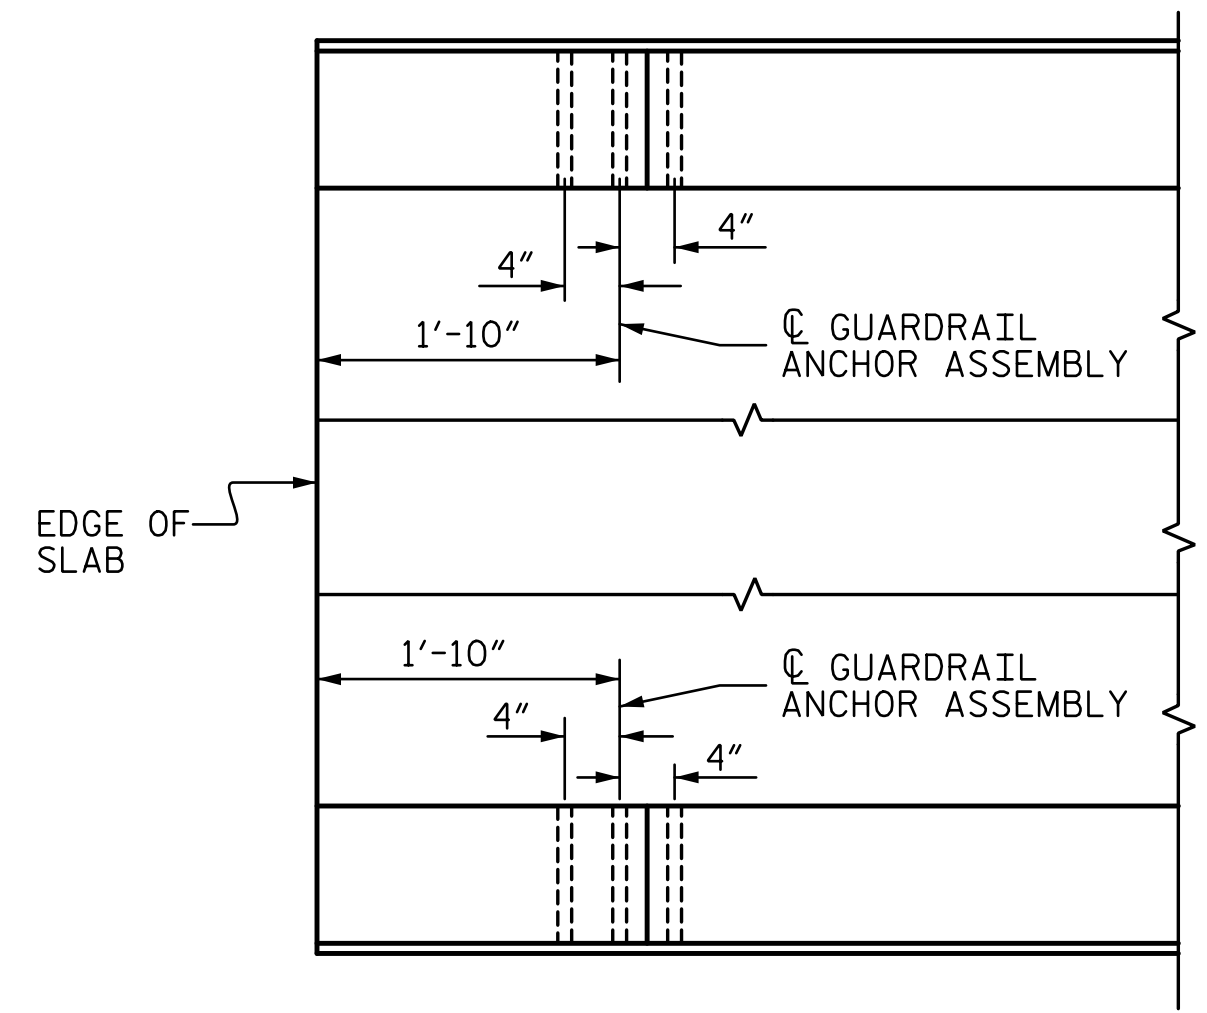 4"
4"
1'-10"
℄ GUARDRAIL
ANCHOR ASSEMBLY
EDGE OF
SLAB
1'-10"
℄ GUARDRAIL
ANCHOR ASSEMBLY
4"
4"